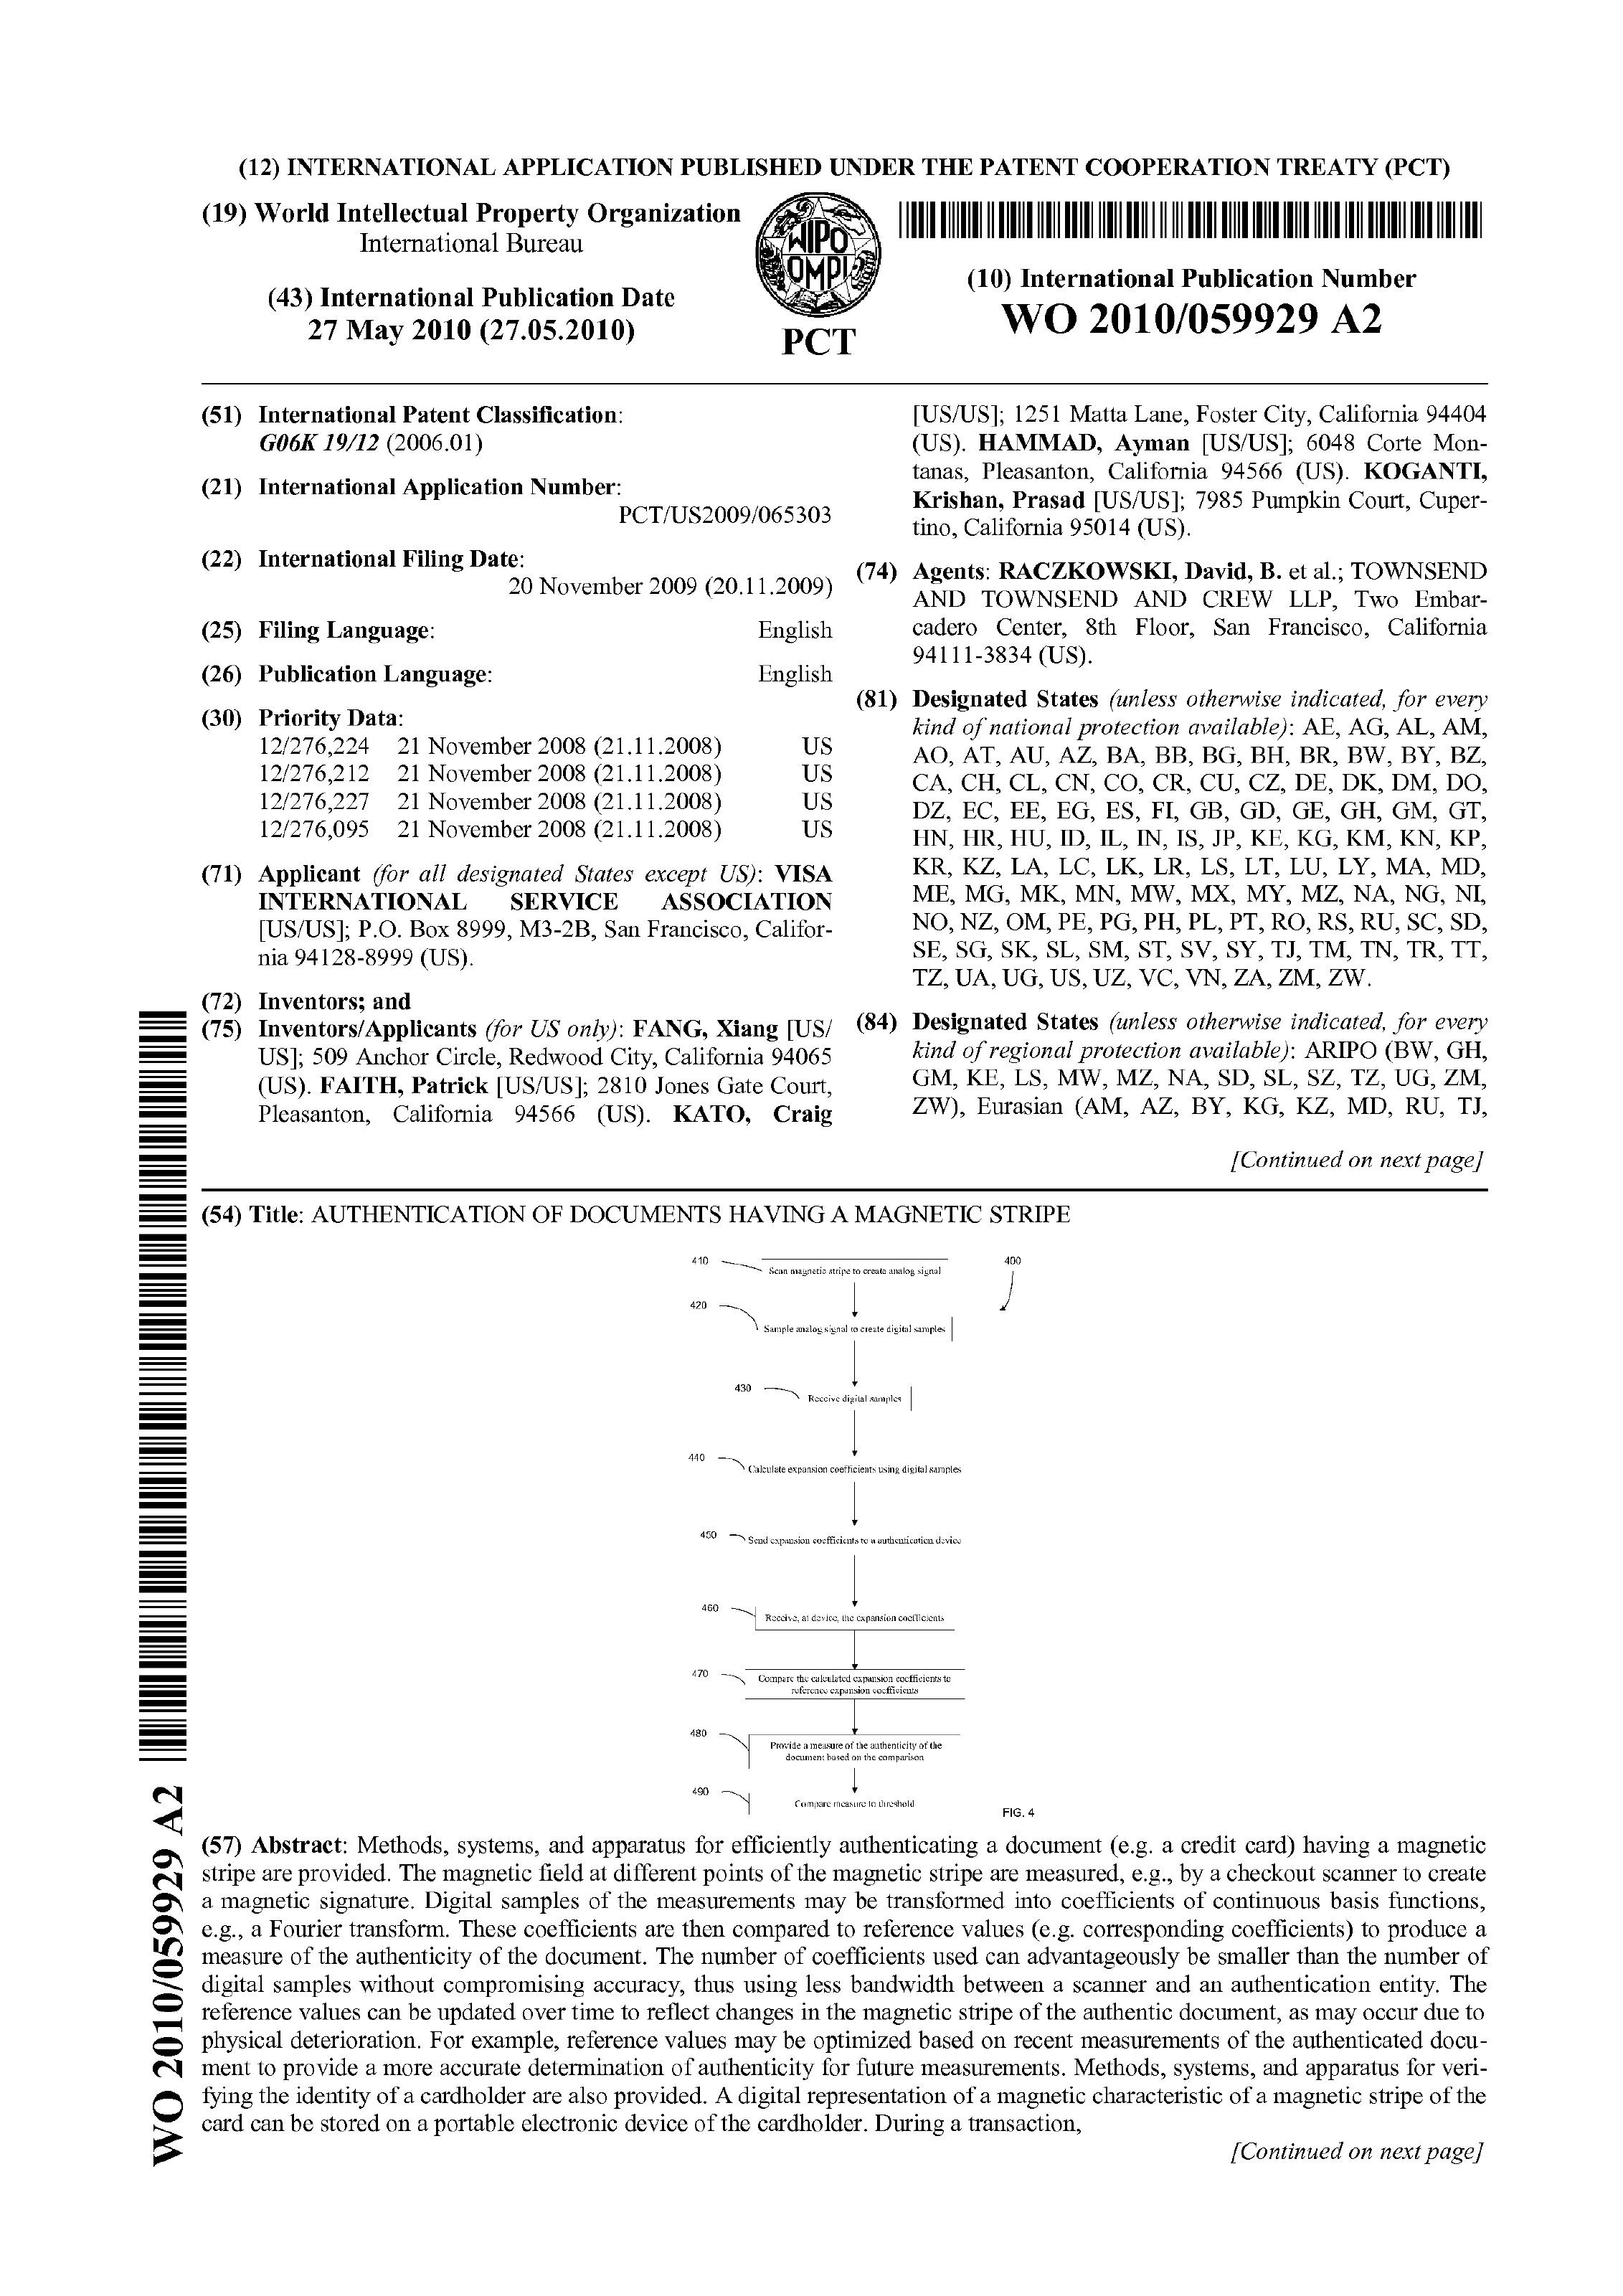 (12) INTERNATIONAL APPLICATION PUBLISHED UNDER THE PATENT COOPERATION TREATY (PCT)
(19) World Intellectual Property Organization
International Bureau
(43) International Publication Date
27 May 2010 (27.05.2010)
WIPO
OMPI
PCT
(10) International Publication Number
WO 2010/059929 A2
(51) International Patent Classification:
G06K 19/12 (2006.01)
(21) International Application Number:
PCT/US2009/065303
(22) International Filing Date:
20 November 2009 (20.11.2009)
(25) Filing Language: English
(26) Publication Language: English
(30) Priority Data:
12/276,224 21 November 2008 (21.11.2008) US
12/276,212 21 November 2008 (21.11.2008) US
12/276,227 21 November 2008 (21.11.2008) US
12/276,095 21 November 2008 (21.11.2008) US
(71) Applicant (for all designated States except US): VISA
INTERNATIONAL SERVICE ASSOCIATION
[US/US]; P.O. Box 8999, M3-2B, San Francisco, Califor-
nia 94128-8999 (US).
(72) Inventors; and
(75) Inventors/Applicants (for US only): FANG, Xiang [US/
US]; 509 Anchor Circle, Redwood City, California 94065
(US). FAITH, Patrick [US/US]; 2810 Jones Gate Court,
Pleasanton, California 94566 (US). KATO, Craig
[US/US]; 1251 Matta Lane, Foster City, California 94404
(US). HAMMAD, Ayman [US/US]; 6048 Corte Mon-
tanas, Pleasanton, California 94566 (US). KOGANTI,
Krishan, Prasad [US/US]; 7985 Pumpkin Court, Cuper-
tino, California 95014 (US).
(74) Agents: RACZKOWSKI, David, B. et al.; TOWNSEND
AND TOWNSEND AND CREW LLP, Two Embar-
cadero Center, 8th Floor, San Francisco, California
94111-3834 (US).
(81) Designated States (unless otherwise indicated, for every
kind of national protection available): AE, AG, AL, AM,
AO, AT, AU, AZ, BA, BB, BG, BH, BR, BW, BY, BZ,
CA, CH, CL, CN, CO, CR, CU, CZ, DE, DK, DM, DO,
DZ, EC, EE, EG, ES, FI, GB, GD, GE, GH, GM, GT,
HN, HR, HU, ID, IL, IN, IS, JP, KE, KG, KM, KN, KP,
KR, KZ, LA, LC, LK, LR, LS, LT, LU, LY, MA, MD,
ME, MG, MK, MN, MW, MX, MY, MZ, NA, NG, NI,
NO, NZ, OM, PE, PG, PH, PL, PT, RO, RS, RU, SC, SD,
SE, SG, SK, SL, SM, ST, SV, SY, TJ, TM, TN, TR, TT,
TZ, UA, UG, US, UZ, VC, VN, ZA, ZM, ZW.
(84) Designated States (unless otherwise indicated, for every
kind of regional protection available): ARIPO (BW, GH,
GM, KE, LS, MW, MZ, NA, SD, SL, SZ, TZ, UG, ZM,
ZW), Eurasian (AM, AZ, BY, KG, KZ, MD, RU, TJ,
[Continued on next page]
(54) Title: AUTHENTICATION OF DOCUMENTS HAVING A MAGNETIC STRIPE
400
410 Scan magnetic stripe to create analog signal
420 Sample analog signal to create digital samples
430 Receive digital samples
440 Calculate expansion coefficients using digital samples
450 Send expansion coefficients to a authentication device
460 Receive, at device, the expansion coefficients
470 Compare the calculated expansion coefficients to
reference expansion coefficients
480 Provide a measure of the authenticity of the
document based on the comparison
490 Compare measure to threshold
FIG. 4
(57) Abstract: Methods, systems, and apparatus for efficiently authenticating a document (e.g. a credit card) having a magnetic
stripe are provided. The magnetic field at different points of the magnetic stripe are measured, e.g., by a checkout scanner to create
a magnetic signature. Digital samples of the measurements may be transformed into coefficients of continuous basis functions,
e.g., a Fourier transform. These coefficients are then compared to reference values (e.g. corresponding coefficients) to produce a
measure of the authenticity of the document. The number of coefficients used can advantageously be smaller than the number of
digital samples without compromising accuracy, thus using less bandwidth between a scanner and an authentication entity. The
reference values can be updated over time to reflect changes in the magnetic stripe of the authentic document, as may occur due to
physical deterioration. For example, reference values may be optimized based on recent measurements of the authenticated docu-
ment to provide a more accurate determination of authenticity for future measurements. Methods, systems, and apparatus for veri-
fying the identity of a cardholder are also provided. A digital representation of a magnetic characteristic of a magnetic stripe of the
card can be stored on a portable electronic device of the cardholder. During a transaction,
[Continued on next page]
WO 2010/059929 A2